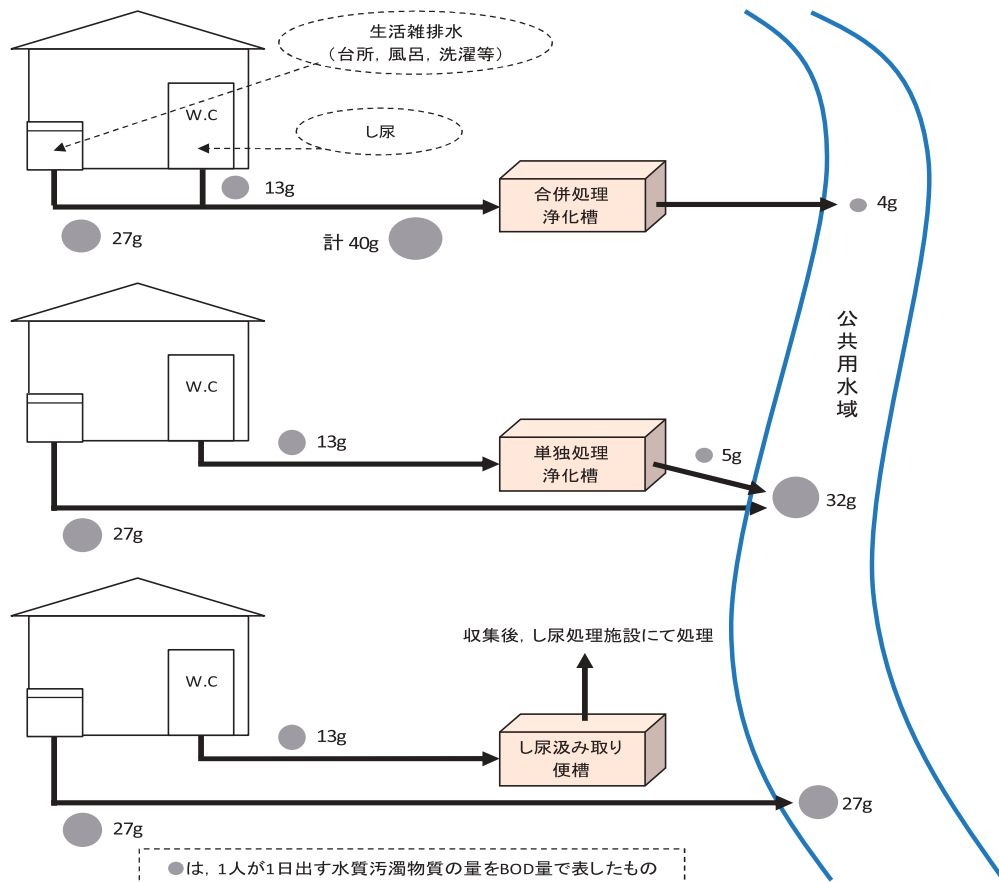 生活雑排水
（台所，風呂，洗濯等）
W.C
し尿
13g
合併処理
浄化槽
4g
27g
計 40g
公共用水域
W.C
13g
単独処理
浄化槽
5g
32g
27g
収集後，し尿処理施設にて処理
W.C
13g
し尿汲み取り
便槽
27g
27g
は，1人が1日出す水質汚濁物質の量をBOD量で表したもの